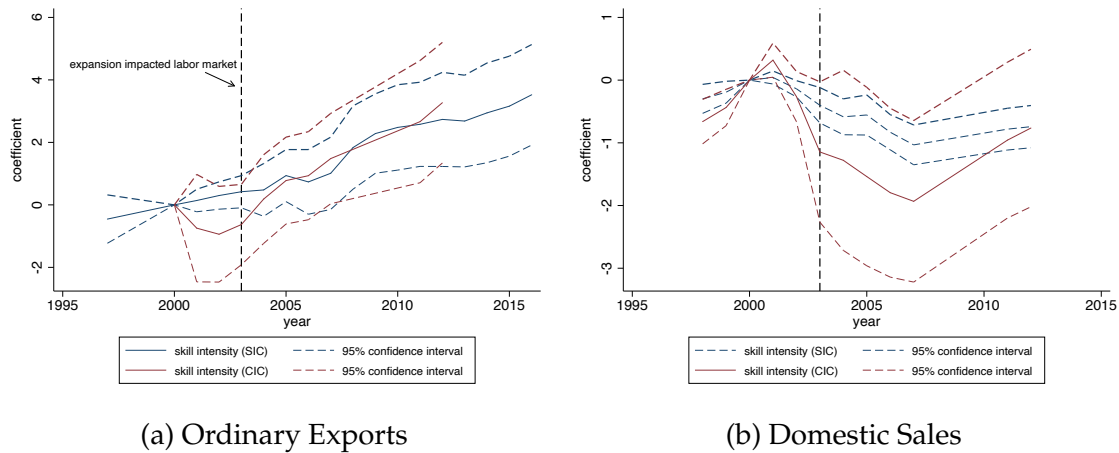 6
4
2
0
-2
coefficient
expansion impacted labor market
1995 2000 2005 2010 2015
year
skill intensity (SIC) 95% confidence interval
skill intensity (CIC) 95% confidence interval
(a) Ordinary Exports
1
0
-1
-2
-3
coefficient
1995 2000 2005 2010 2015
year
skill intensity (SIC) 95% confidence interval
skill intensity (CIC) 95% confidence interval
(b) Domestic Sales